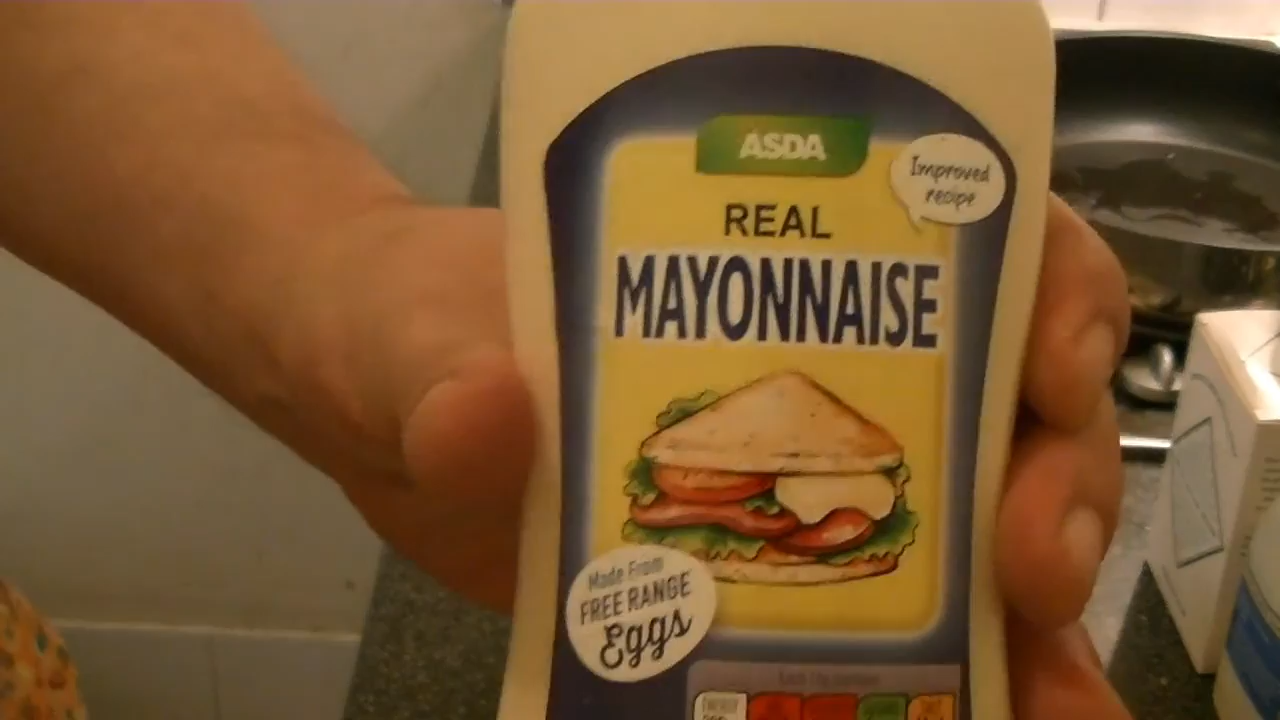 ASDA
Improved
recipe
REAL
MAYONNAISE
Made From
FREE RANGE
Eggs